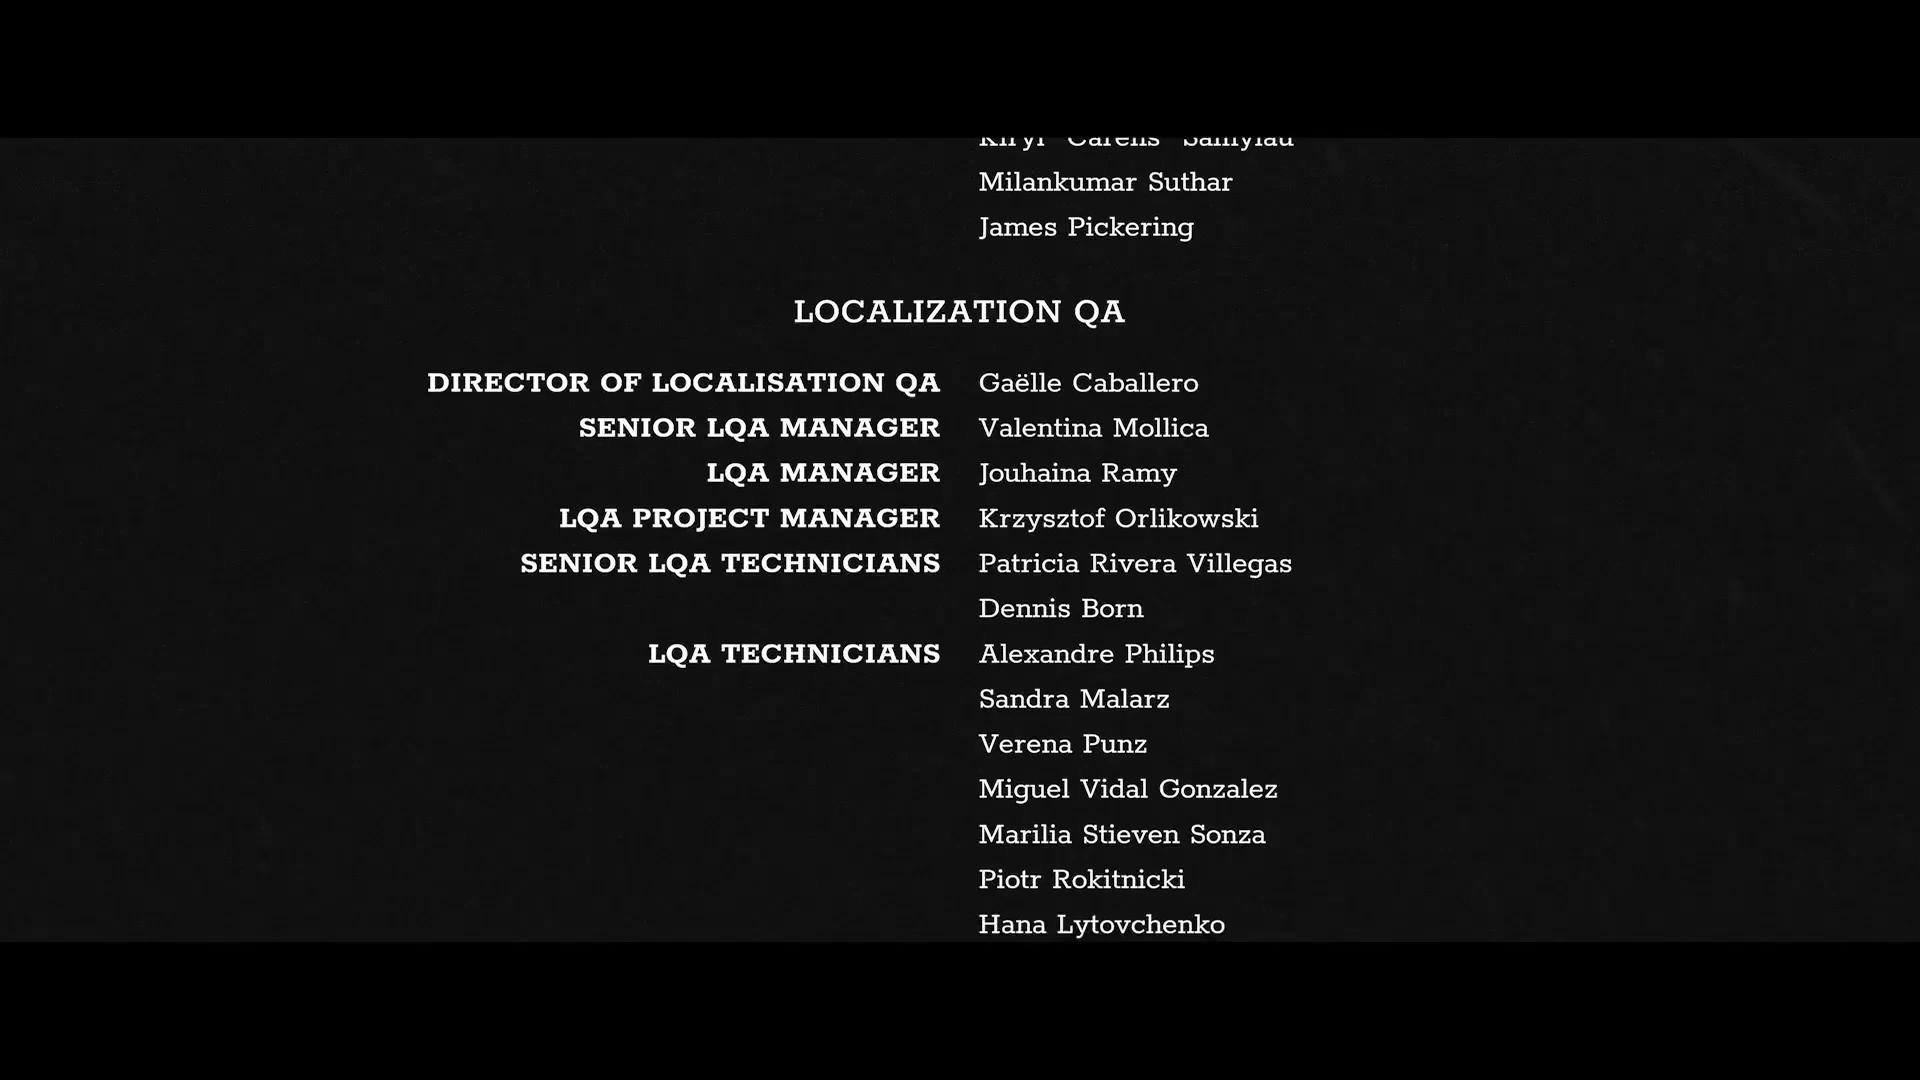 Milankumar Suthar
James Pickering
LOCALIZATION QA
DIRECTOR OF LOCALISATION QA Gaëlle Caballero
SENIOR LQA MANAGER Valentina Mollica
LQA MANAGER Jouhaina Ramy
LQA PROJECT MANAGER Krzysztof Orlikowski
SENIOR LQA TECHNICIANS Patricia Rivera Villegas
Dennis Born
LQA TECHNICIANS Alexandre Philips
Sandra Malarz
Verena Punz
Miguel Vidal Gonzalez
Marilia Stieven Sonza
Piotr Rokitnicki
Hana Lytovchenko